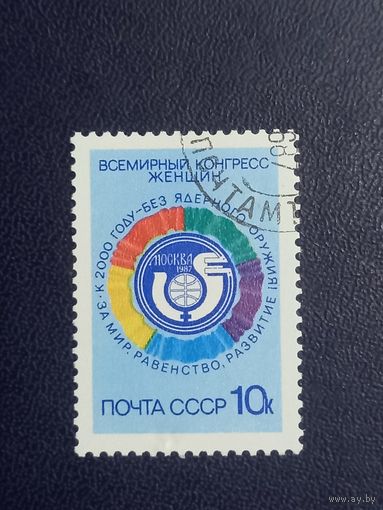 ВСЕМИРНЫЙ КОНГРЕСС
ЖЕНЩИН
К 2000 ГОДУ-БЕЗ ЯДЕРНОГО ОРУЖИЯ!
ЗА МИР, РАВЕНСТВО, РАЗВИТИЕ!
МОСКВА
1987
ПОЧТАМТ
ПОЧТА СССР 10к
www.ay.by